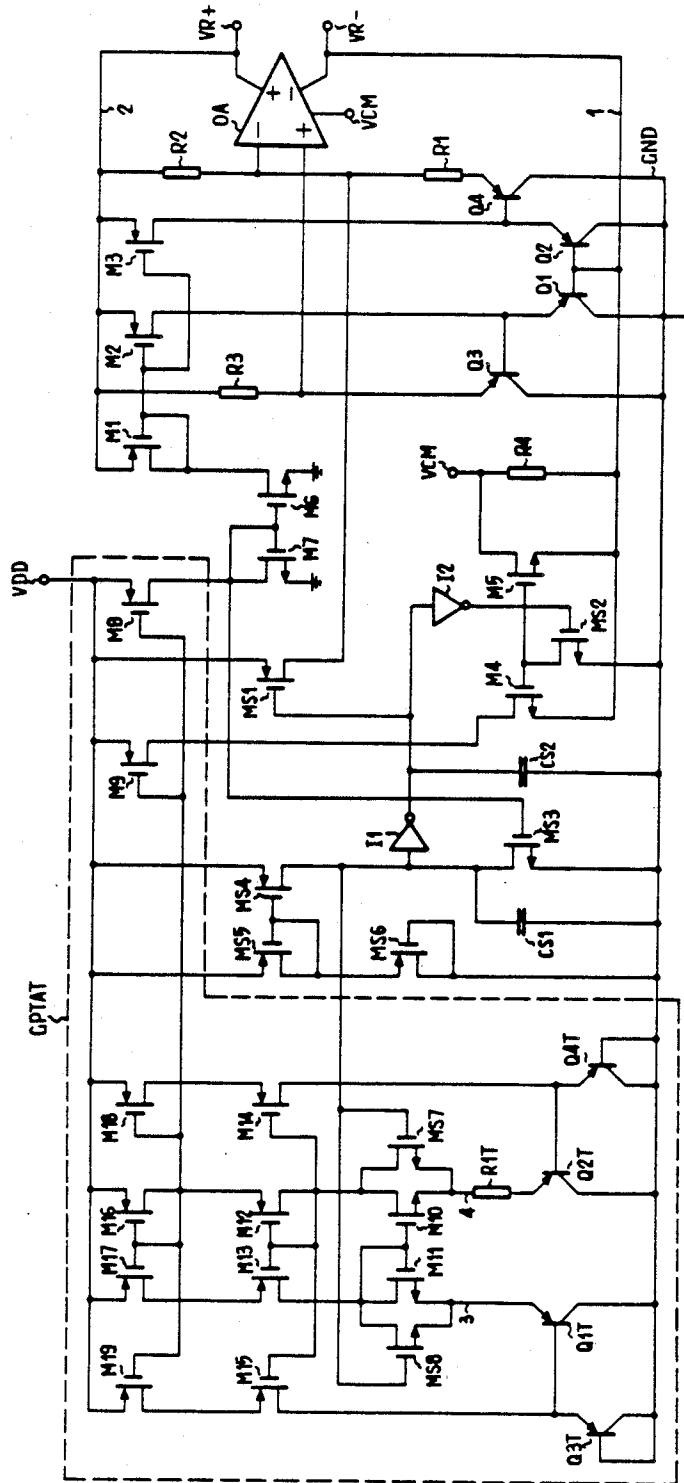 GPTAT
VDD
VR+
VR-
2
OA
VCM
1
GND
R2
R1
Q4
M3
M2
M1
R3
Q2
Q1
Q3
M6
M7
M8
M9
MS1
VCM
R4
I2
M5
MS2
M4
CS2
I1
MS3
MS4
MS5
MS6
CS1
M18
M14
M16
M12
M17
M13
M19
M15
MS7
M10
M11
MS8
4
3
R1T
Q4T
Q2T
Q1T
Q3T